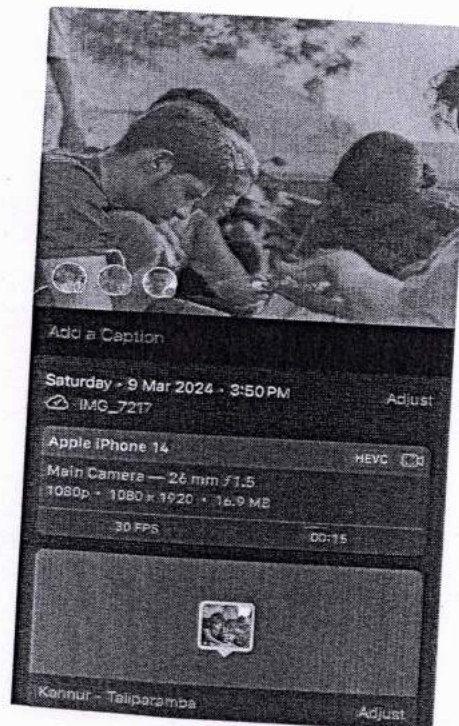 Add a Caption
Saturday • 9 Mar 2024 • 3:50 PM
Adjust
IMG_7217
Apple iPhone 14
HEVC
Main Camera — 26 mm ƒ1.5
1080p • 1080 × 1920 • 16.9 MB
30 FPS
00:15
Kannur – Taliparamba
Adjust